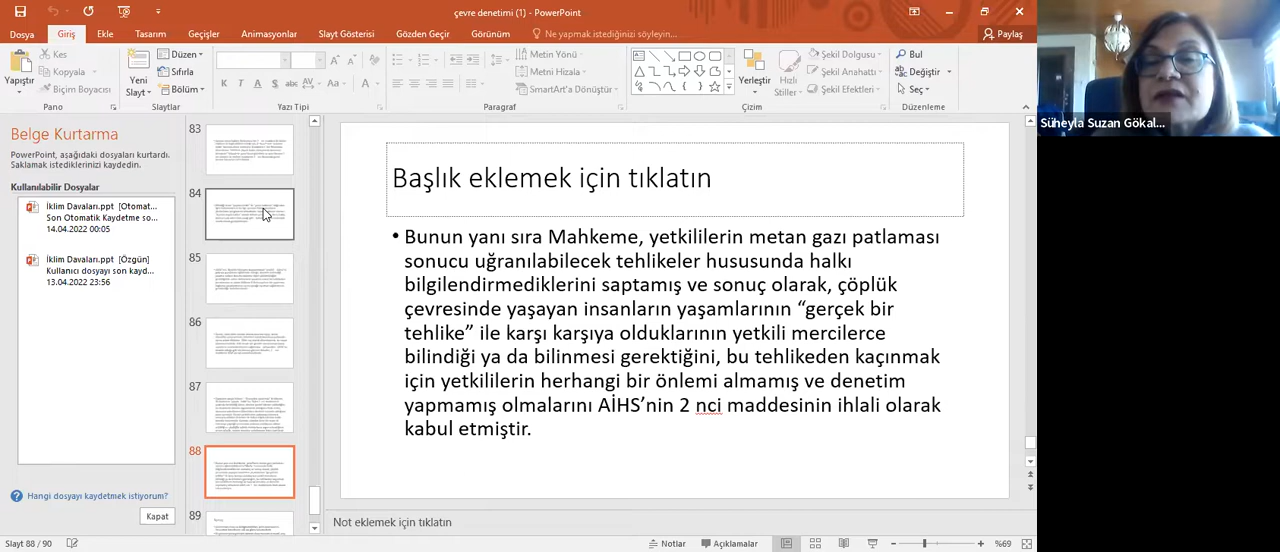 çevre denetimi (1) - PowerPoint
Dosya Giriş Ekle Tasarım Geçişler Animasyonlar Slayt Gösterisi Gözden Geçir Görünüm Ne yapmak istediğinizi söyleyin... Paylaş
Yapıştır
Kes
Kopyala
Biçim Boyacısı
Pano
Yeni
Slayt
Düzen
Sıfırla
Bölüm
Slaytlar
K T A S abc AV Aa A
Yazı Tipi
Metin Yönü
Metni Hizala
SmartArt'a Dönüştür
Paragraf
Yerleştir
Hızlı
Stiller
Şekil Dolgusu
Şekil Anahattı
Şekil Efektleri
Çizim
Bul
Değiştir
Seç
Düzenleme
Belge Kurtarma
PowerPoint, aşağıdaki dosyaları kurtardı.
Saklamak istediklerinizi kaydedin.
Kullanılabilir Dosyalar
İklim Davaları.ppt [Otomat...
Son Otomatik Kaydetme so...
14.04.2022 00:05
İklim Davaları.ppt [Özgün]
Kullanıcı dosyayı son kayd...
13.04.2022 23:56
Hangi dosyayı kaydetmek istiyorum?
Kapat
83
84
85
86
87
88
89
Başlık eklemek için tıklatın
• Bunun yanı sıra Mahkeme, yetkililerin metan gazı patlaması
sonucu uğranılabilecek tehlikeler hususunda halkı
bilgilendirmediklerini saptamış ve sonuç olarak, çöplük
çevresinde yaşayan insanların yaşamlarının “gerçek bir
tehlike” ile karşı karşıya olduklarının yetkili mercilerce
bilindiği ya da bilinmesi gerektiğini, bu tehlikeden kaçınmak
için yetkililerin herhangi bir önlemi almamış ve denetim
yapmamış olmalarını AİHS’nin 2 nci maddesinin ihlali olarak
kabul etmiştir.
Not eklemek için tıklatın
Slayt 88 / 90
Notlar
Açıklamalar
%69
Süheyla Suzan Gökal...